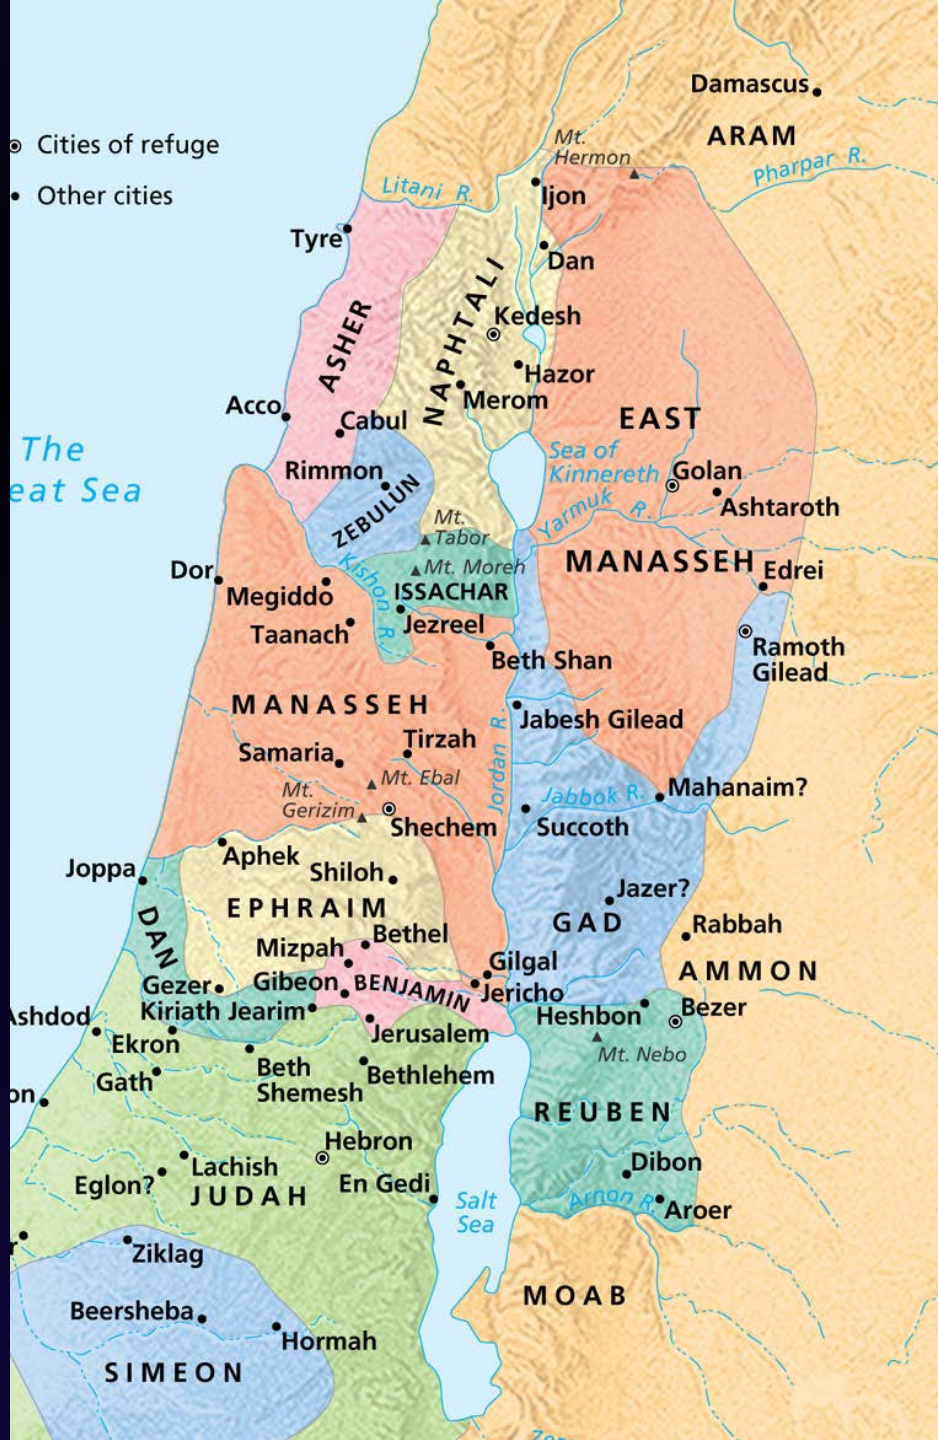 Damascus
ARAM
Mt.
Hermon
Pharpar R.
Cities of refuge
Other cities
Litani R.
Ijon
Tyre
Dan
NAPHTALI
Kedesh
ASHER
Hazor
Merom
Acco
Cabul
EAST
The
eat Sea
Sea of
Kinnereth
Golan
Rimmon
Ashtaroth
ZEBULUN
Yarmuk R.
Mt.
Tabor
MANASSEH
Mt. Moreh
Edrei
Dor
Kishon R.
ISSACHAR
Megiddo
Jezreel
Taanach
Ramoth
Gilead
Beth Shan
MANASSEH
Jabesh Gilead
Jordan R.
Tirzah
Samaria
Mt. Ebal
Mt.
Gerizim
Jabbok R.
Mahanaim?
Shechem
Succoth
Aphek
Joppa
Shiloh
Jazer?
EPHRAIM
GAD
DAN
Rabbah
Bethel
Mizpah
Gilgal
AMMON
Gezer
Gibeon
BENJAMIN
Jericho
Kiriath Jearim
Heshbon
Bezer
Ashdod
Jerusalem
Ekron
Mt. Nebo
Beth
Shemesh
Gath
Bethlehem
on
REUBEN
Hebron
Lachish
Dibon
Eglon?
JUDAH
En Gedi
Salt
Sea
Arnon R.
Aroer
r
Ziklag
MOAB
Beersheba
Hormah
SIMEON